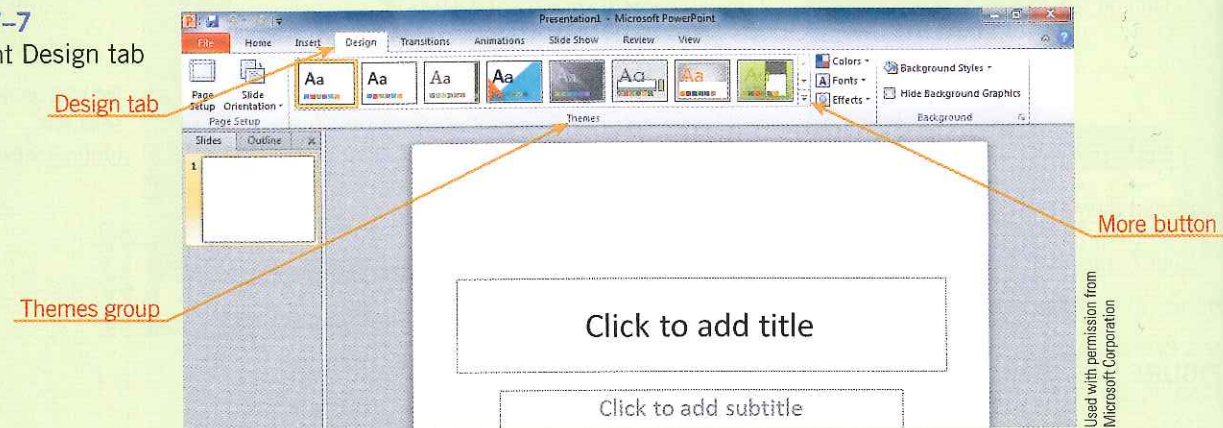 –7
nt Design tab
Presentation1 - Microsoft PowerPoint
File Home Insert Design Transitions Animations Slide Show Review View
Design tab
Aa Aa Aa Aa Aa Aa Aa Aa
Colors
Fonts
Effects
Background Styles
Hide Background Graphics
Page Setup
Slide Orientation
Page Setup
Themes
Background
Slides Outline
1
More button
Themes group
Click to add title
Click to add subtitle
Used with permission from
Microsoft Corporation